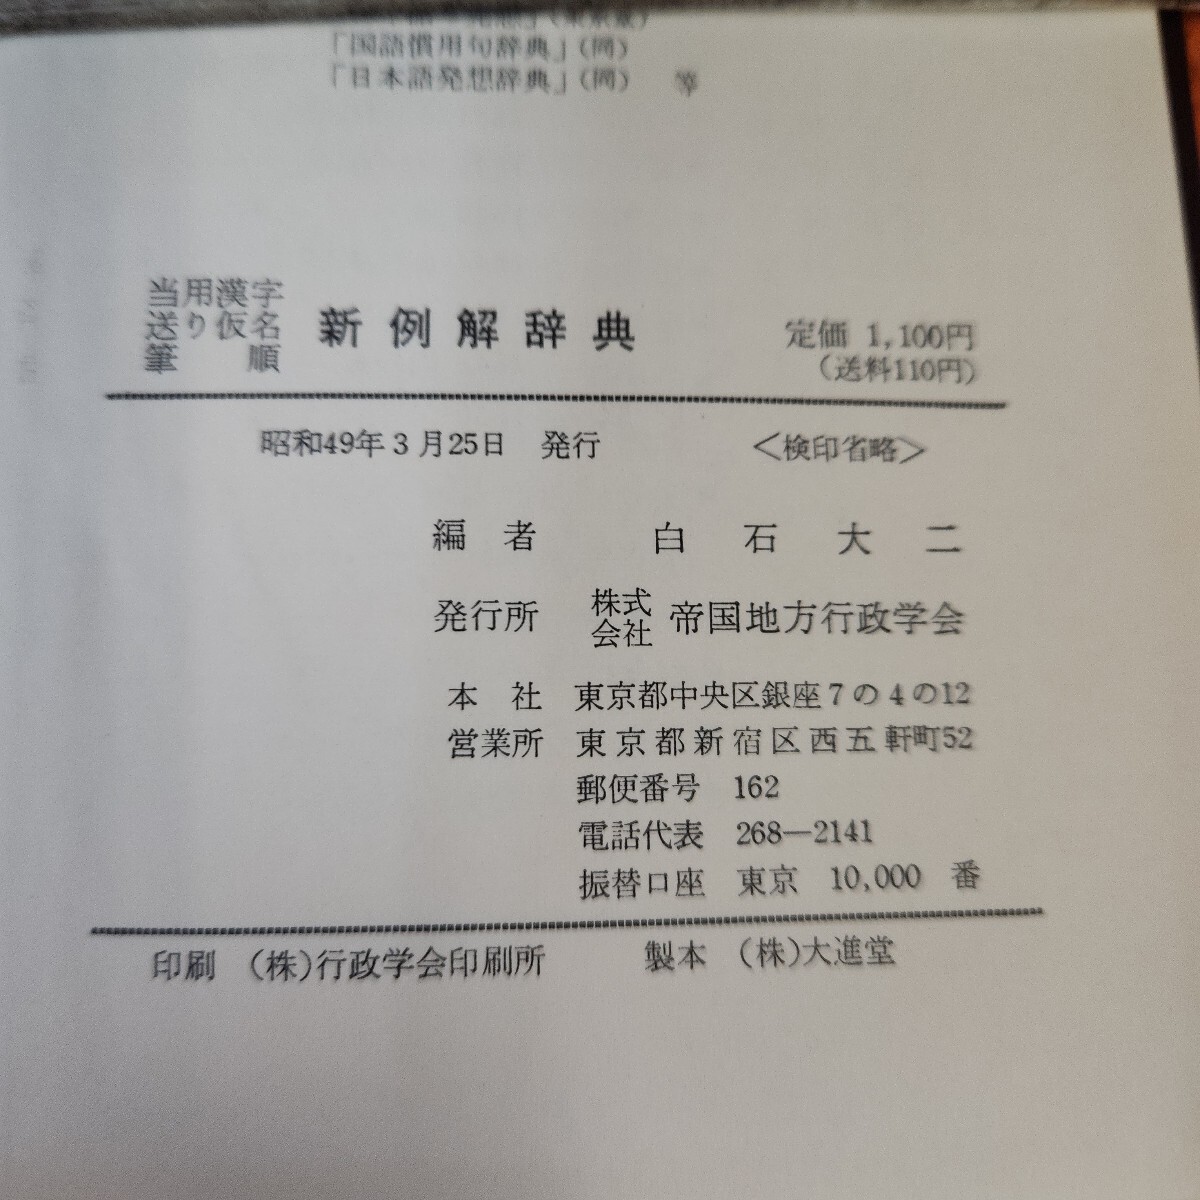 「国語慣用句辞典」(同)
「日本語発想辞典」(同) 等
当用漢字
送り仮名
筆順
新例解辞典
定価 1,100円
(送料110円)
昭和49年3月25日 発行 <検印省略>
編者 白石大二
発行所 株式会社 帝国地方行政学会
本社 東京都中央区銀座7の4の12
営業所 東京都新宿区西五軒町52
郵便番号 162
電話代表 268—2141
振替口座 東京 10,000 番
印刷 (株)行政学会印刷所 製本 (株)大進堂